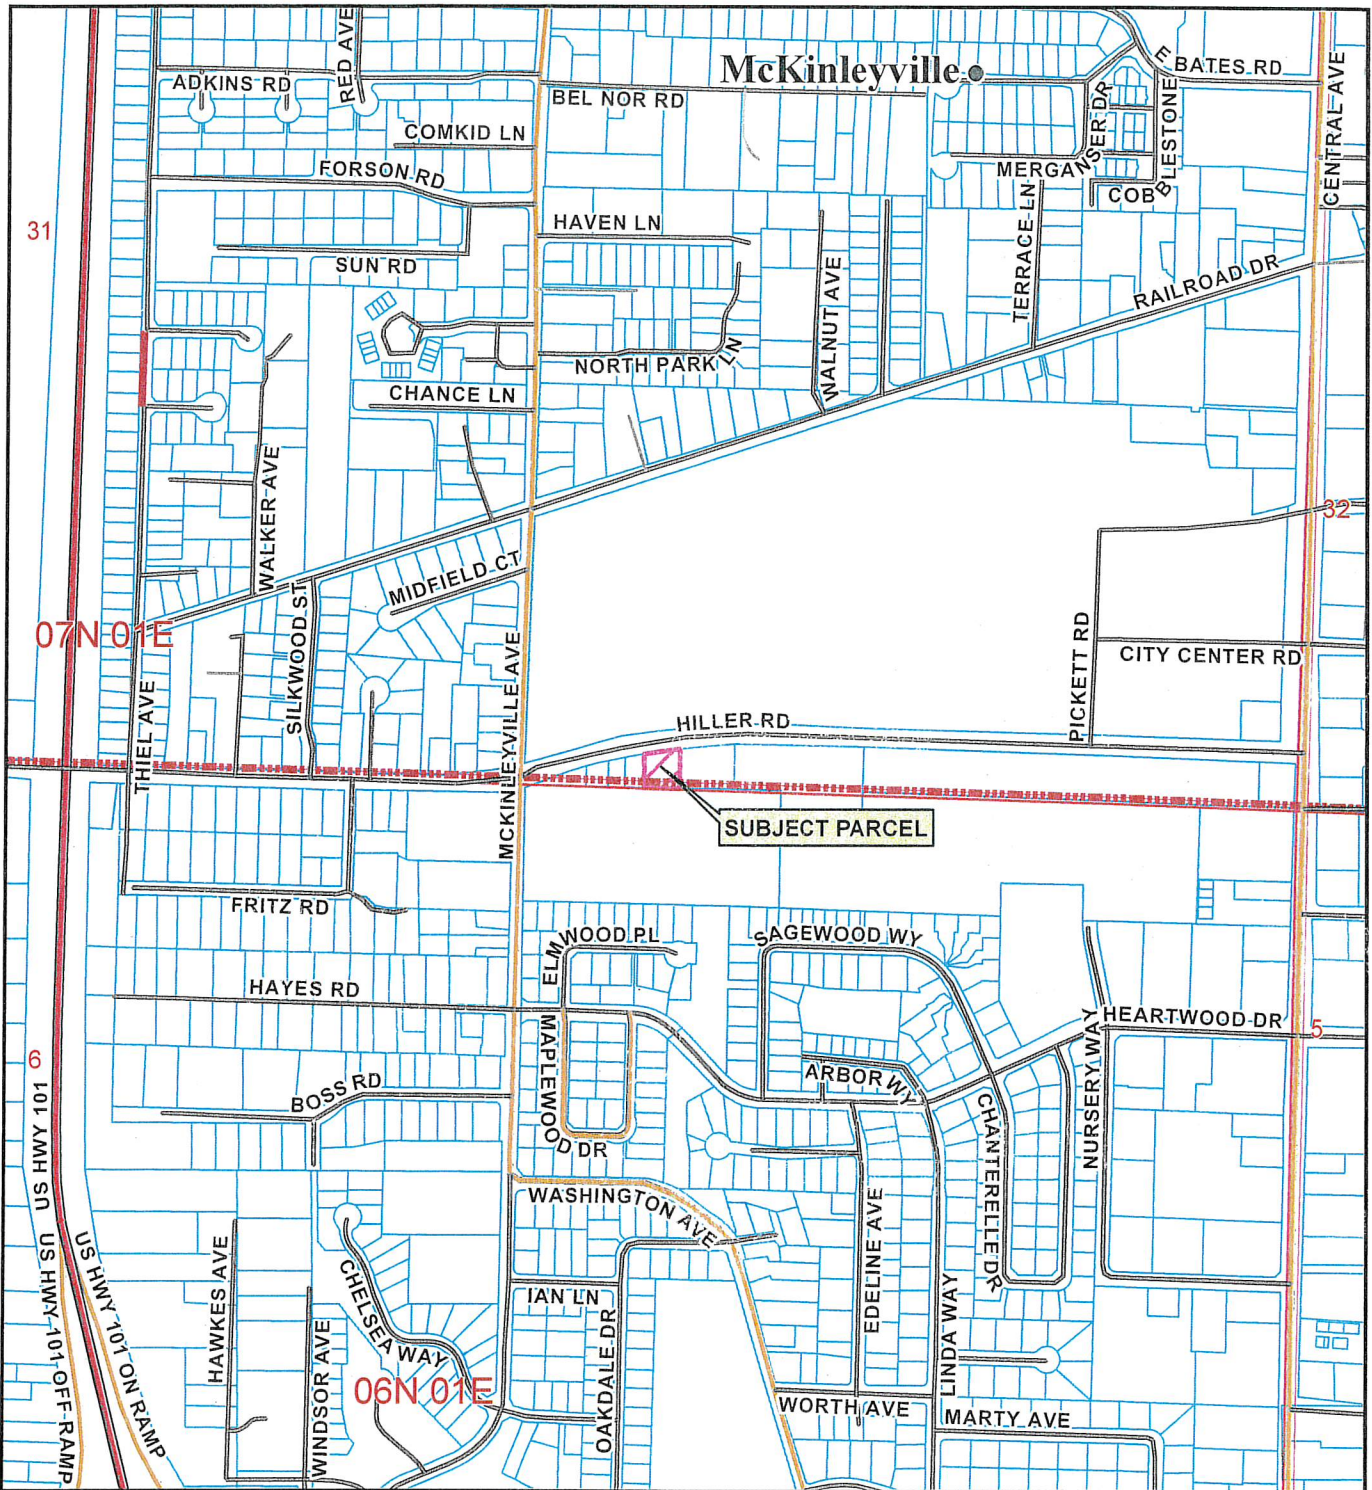 McKinleyville
ADKINS RD
RED AVE
E BATES RD
CENTRAL AVE
BEL NOR RD
COMKID LN
MERGANSER DR
COBBLESTONE
FORSON RD
TERRACE LN
31
HAVEN LN
SUN RD
WALNUT AVE
RAILROAD DR
NORTH PARK LN
CHANCE LN
WALKER AVE
32
MIDFIELD CT
SILKWOOD ST
07N 01E
MCKINLEYVILLE AVE
PICKETT RD
CITY CENTER RD
THIEL AVE
HILLER RD
SUBJECT PARCEL
FRITZ RD
ELMWOOD PL
SAGEWOOD WY
HAYES RD
HEARTWOOD DR
5
NURSERY WAY
MAPLEWOOD DR
6
ARBOR WY
BOSS RD
CHANTERELLE DR
US HWY 101
WASHINGTON AVE
EDELINE AVE
US HWY 101 OFF RAMP
US HWY 101 ON RAMP
HAWKES AVE
CHELSEA WAY
IAN LN
LINDA WAY
WINDSOR AVE
OAKDALE DR
06N 01E
WORTH AVE
MARTY AVE